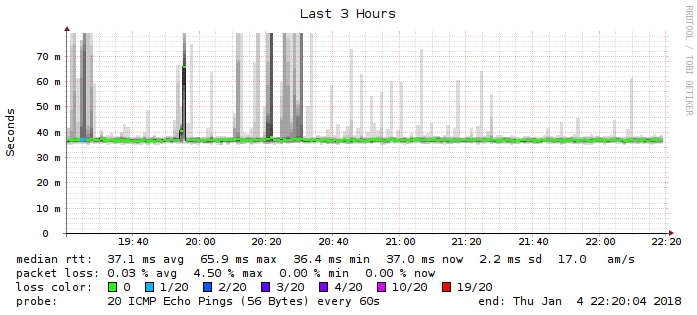 Last 3 Hours
RRDTOOL / TOBI OETIKER
Seconds
70 m
60 m
50 m
40 m
30 m
20 m
10 m
0
19:40 20:00 20:20 20:40 21:00 21:20 21:40 22:00 22:20
median rtt: 37.1 ms avg 65.9 ms max 36.4 ms min 37.0 ms now 2.2 ms sd 17.0 am/s
packet loss: 0.03 % avg 4.50 % max 0.00 % min 0.00 % now
loss color: 0 1/20 2/20 3/20 4/20 10/20 19/20
probe: 20 ICMP Echo Pings (56 Bytes) every 60s end: Thu Jan 4 22:20:04 2018